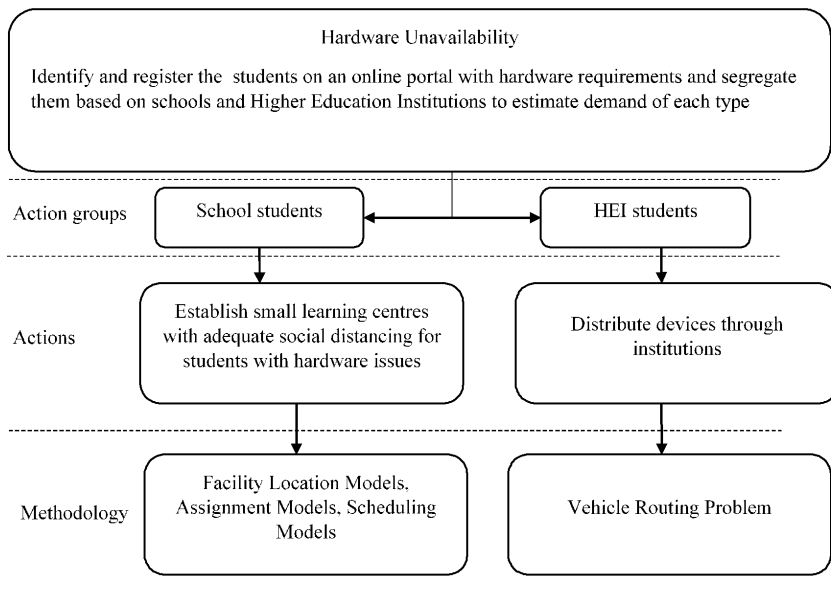 Hardware Unavailability
Identify and register the students on an online portal with hardware requirements and segregate
them based on schools and Higher Education Institutions to estimate demand of each type
Action groups
School students
HEI students
Actions
Establish small learning centres
with adequate social distancing for
students with hardware issues
Distribute devices through
institutions
Methodology
Facility Location Models,
Assignment Models, Scheduling
Models
Vehicle Routing Problem